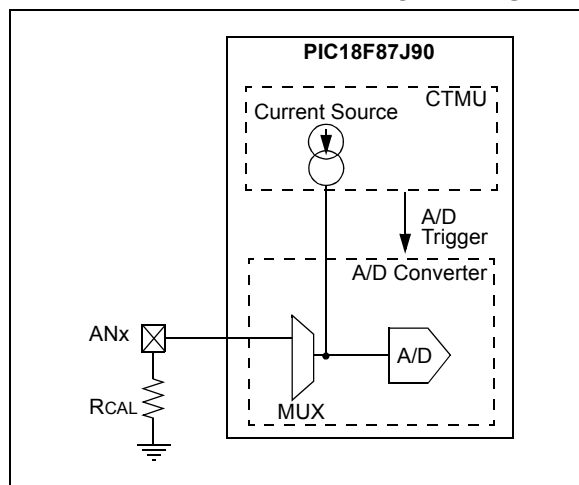 PIC18F87J90
CTMU
Current Source
A/D
Trigger
A/D Converter
ANx
A/D
RCAL
MUX